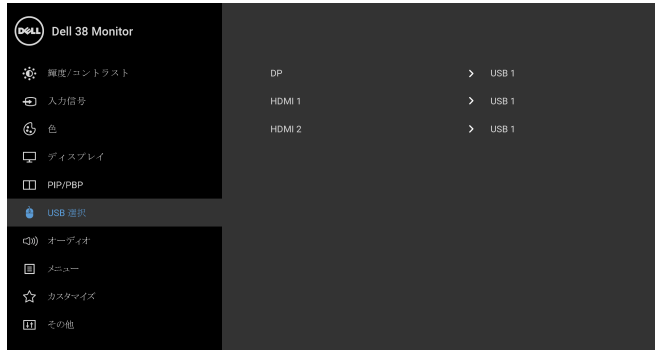 DELL
Dell 38 Monitor
輝度/コントラスト
入力信号
色
ディスプレイ
PIP/PBP
USB 選択
オーディオ
メニュー
カスタマイズ
その他
DP > USB 1
HDMI 1 > USB 1
HDMI 2 > USB 1